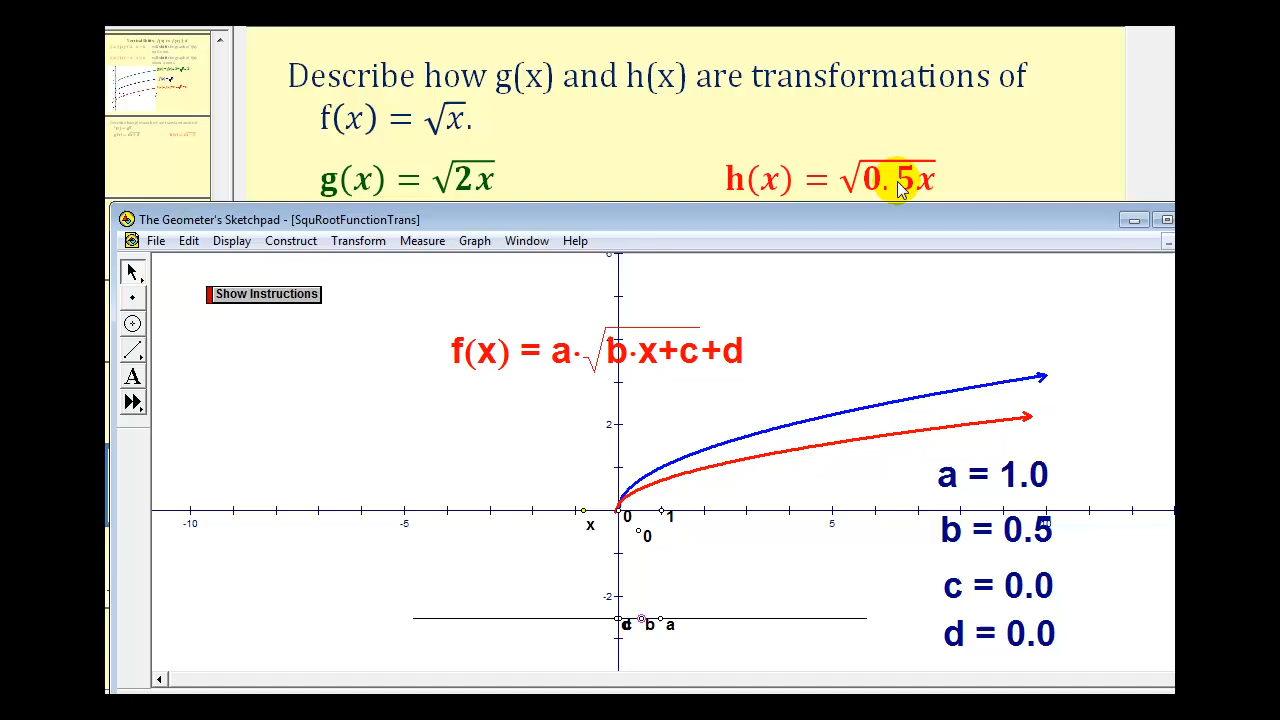 Describe how g(x) and h(x) are transformations of
f(x) = √x.
g(x) = √2x
h(x) = √0.5x
The Geometer's Sketchpad - [SquRootFunctionTrans]
File Edit Display Construct Transform Measure Graph Window Help
Show Instructions
f(x) = a·√b·x+c+d
6
2
a = 1.0
-10 -5 x 0 1 5 10
0
b = 0.5
c = 0.0
-2
d c b a
d = 0.0
A